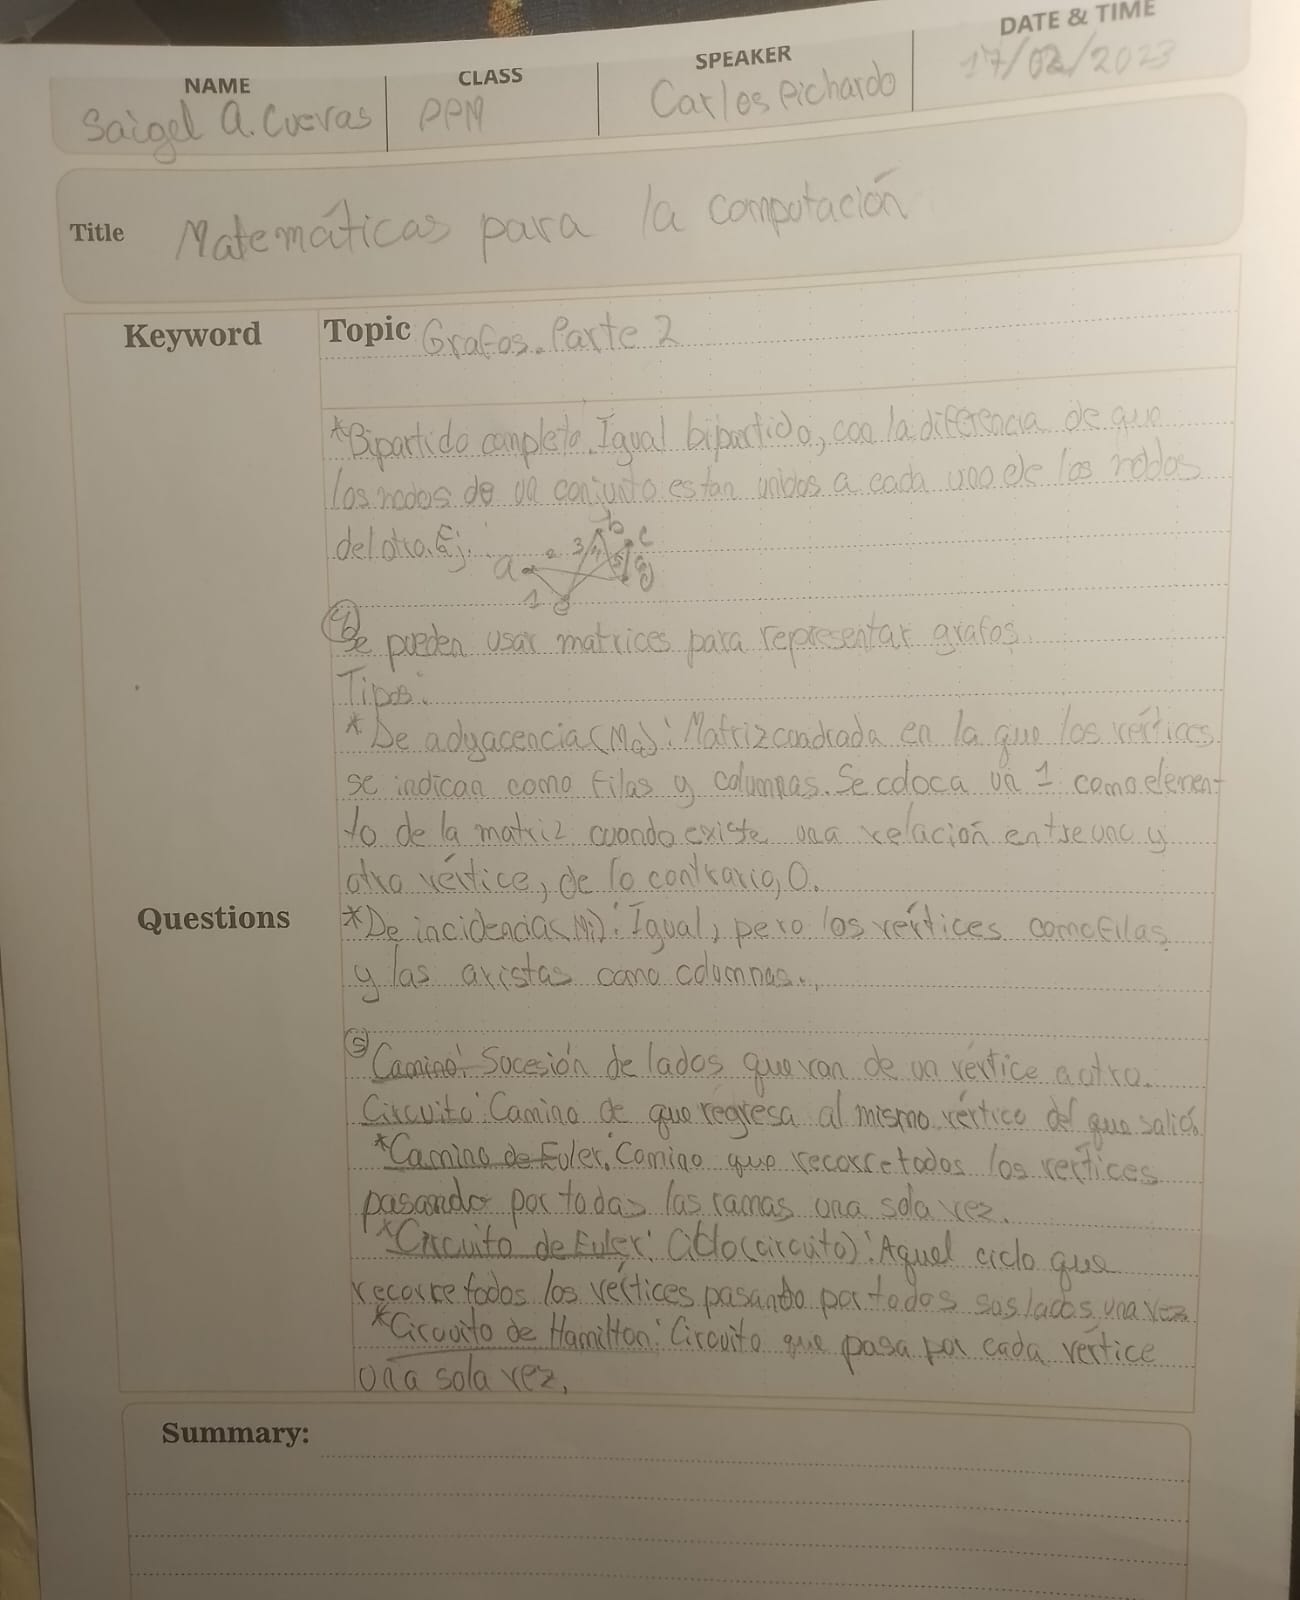 NAME
Saigel A. Cuevas
CLASS
PPM
SPEAKER
Carlos Pichardo
DATE & TIME
17/02/2023
Title Matemáticas para la computación
Keyword
Topic Grafos. Parte 2
*Bipartido completo. Igual bipartido, con la diferencia de que
los nodos de un conjunto estan unidos a cada uno de los nodos
del otro. Ej:
a b c
1 3
④Se pueden usar matrices para representar grafos.
Tipos:
* De adyacencia (Ma): Matriz cuadrada en la que los vértices
se indican como filas y columnas. Se coloca un 1 como elemen-
to de la matriz cuando existe una relación entre uno y
otro vértice, de lo contrario, 0.
Questions
*De incidencia (Mi): Igual, pero los vértices como filas
y las aristas como columnas.
⑤
Camino: Sucesión de lados que van de un vértice a otro.
Circuito: Camino de que regresa al mismo vértice del que salió.
*Camino de Euler: Camino que recorre todos los vértices
pasando por todas las ramas una sola vez.
*Circuito de Euler: Ciclo (circuito): Aquel ciclo que
recorre todos los vértices pasando por todos sus lados una vez
*Circuito de Hamilton: Circuito que pasa por cada vértice
una sola vez.
Summary: